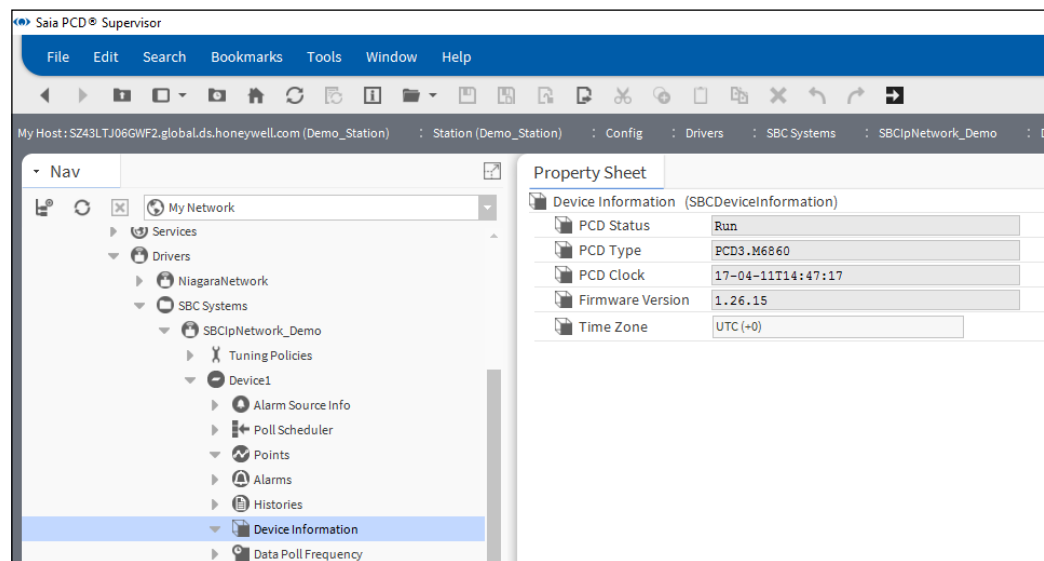 Saia PCD® Supervisor
File Edit Search Bookmarks Tools Window Help
My Host : SZ43LTJ06GWF2.global.ds.honeywell.com (Demo_Station) : Station (Demo_Station) : Config : Drivers : SBC Systems : SBCIpNetwork_Demo :
Nav
Property Sheet
My Network
Device Information (SBCDeviceInformation)
Services
PCD Status Run
Drivers
PCD Type PCD3.M6860
NiagaraNetwork
PCD Clock 17-04-11T14:47:17
SBC Systems
Firmware Version 1.26.15
SBCIpNetwork_Demo
Time Zone UTC (+0)
Tuning Policies
Device1
Alarm Source Info
Poll Scheduler
Points
Alarms
Histories
Device Information
Data Poll Frequency